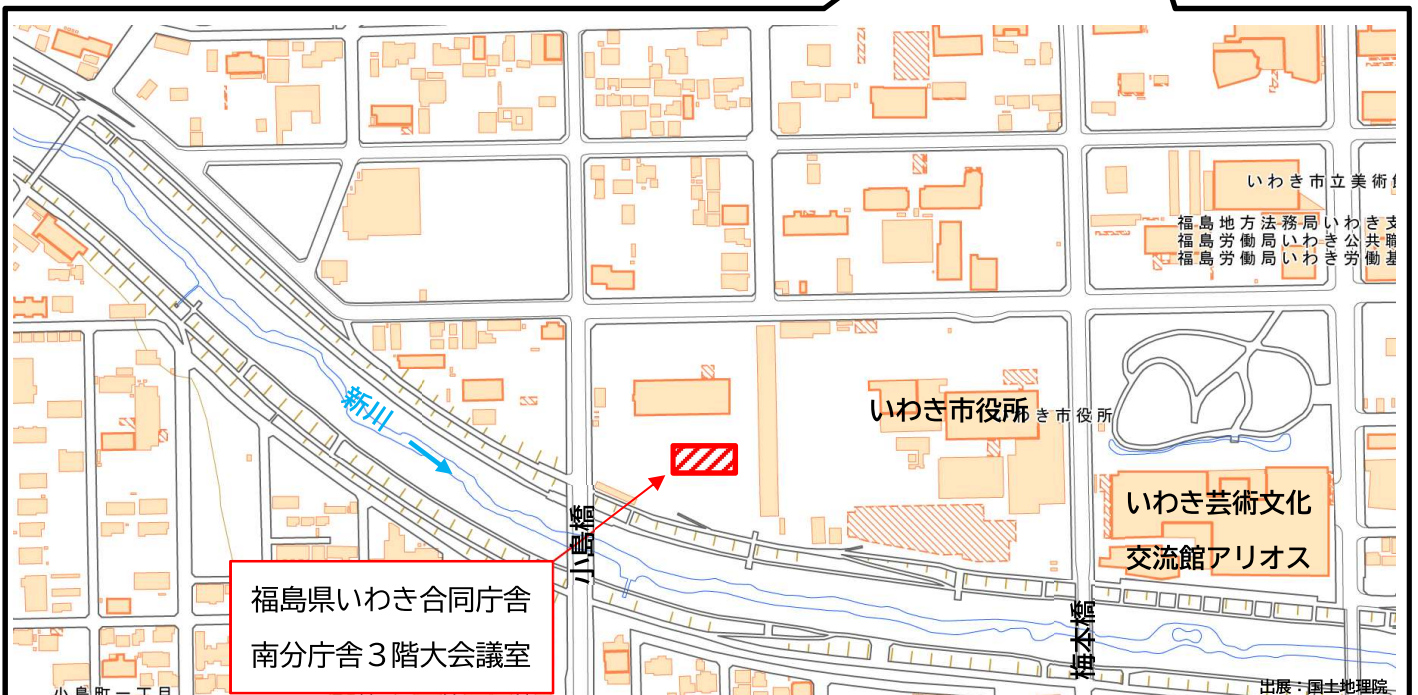 いわき市立美術
福島地方法務局いわき支
福島労働局いわき公共職
福島労働局いわき労働基
新川
いわき市役所
いわき市役所
小島橋
いわき芸術文化
交流館アリオス
福島県いわき合同庁舎
南分庁舎３階大会議室
梅本橋
小島町一丁目
出展：国土地理院